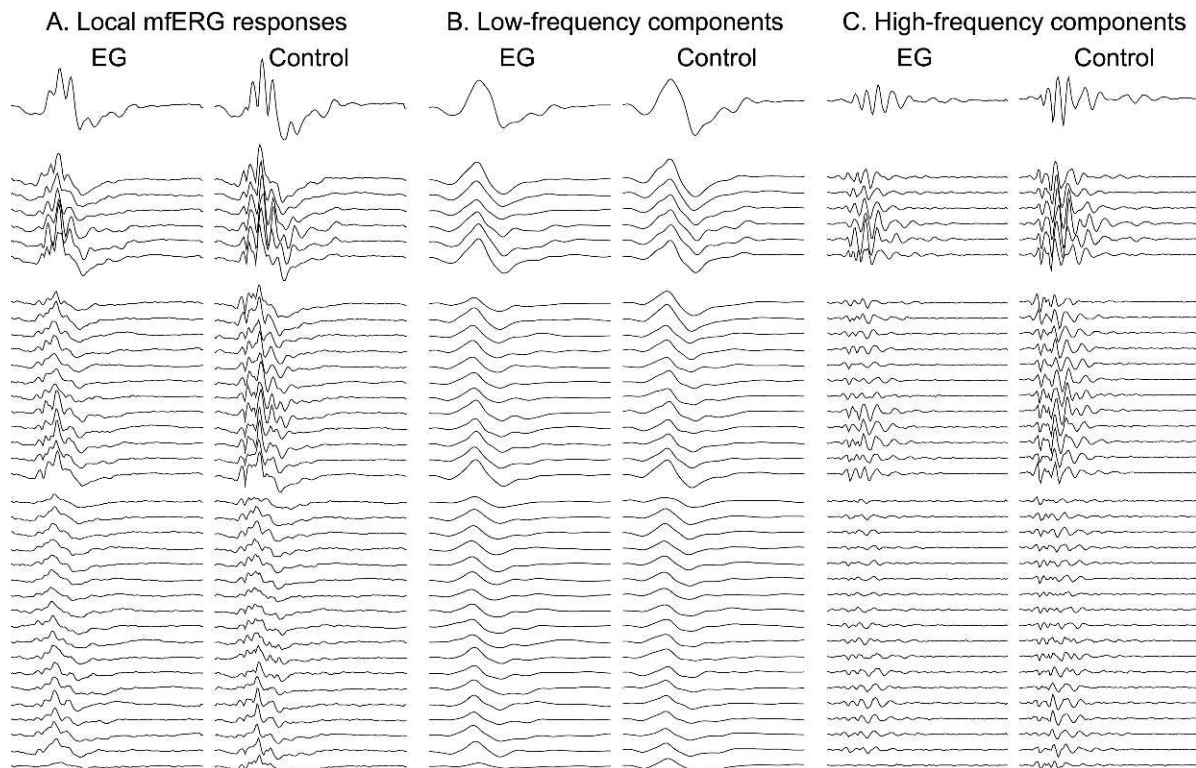 A. Local mfERG responses
EG Control
B. Low-frequency components
EG Control
C. High-frequency components
EG Control